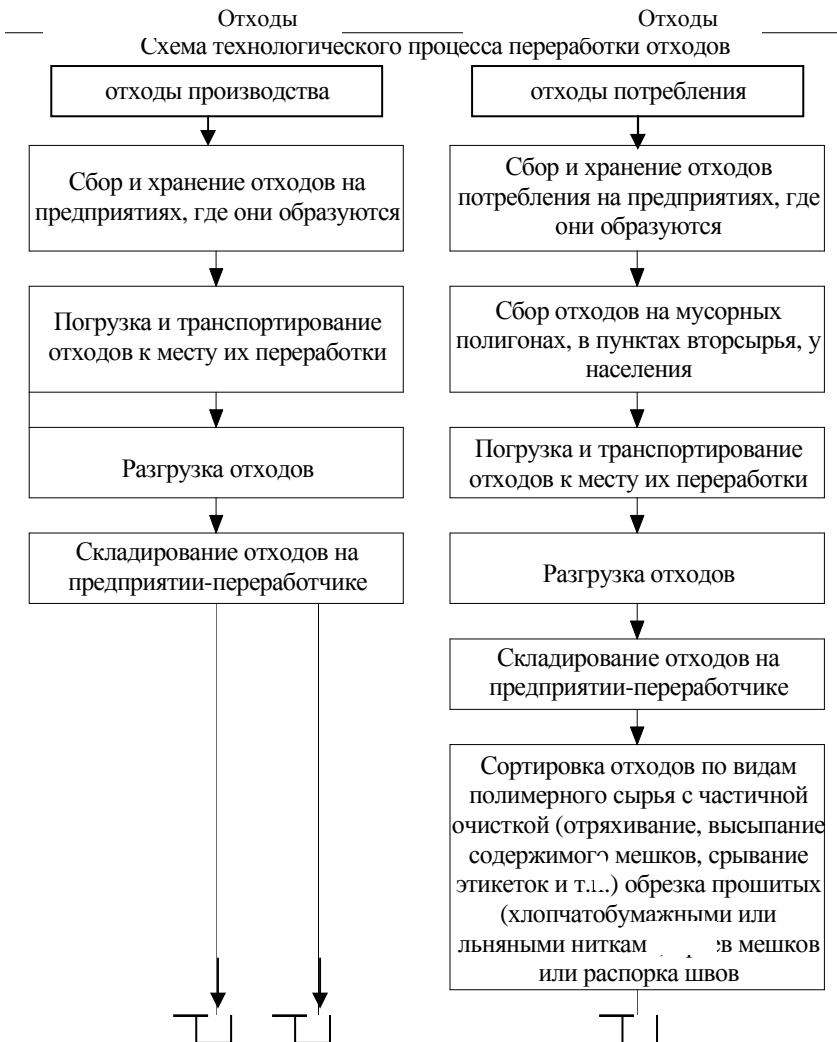 Отходы
Отходы
Схема технологического процесса переработки отходов
отходы производства
Сбор и хранение отходов на
предприятиях, где они образуются
Погрузка и транспортирование
отходов к месту их переработки
Разгрузка отходов
Складирование отходов на
предприятии-переработчике
отходы потребления
Сбор и хранение отходов
потребления на предприятиях, где
они образуются
Сбор отходов на мусорных
полигонах, в пунктах вторсырья, у
населения
Погрузка и транспортирование
отходов к месту их переработки
Разгрузка отходов
Складирование отходов на
предприятии-переработчике
Сортировка отходов по видам
полимерного сырья с частичной
очисткой (отряхивание, высыпание
содержимого мешков, срывание
этикеток и обрезка прошитых
(хлопчатобумажными или
льняными мешков
или распорка швов